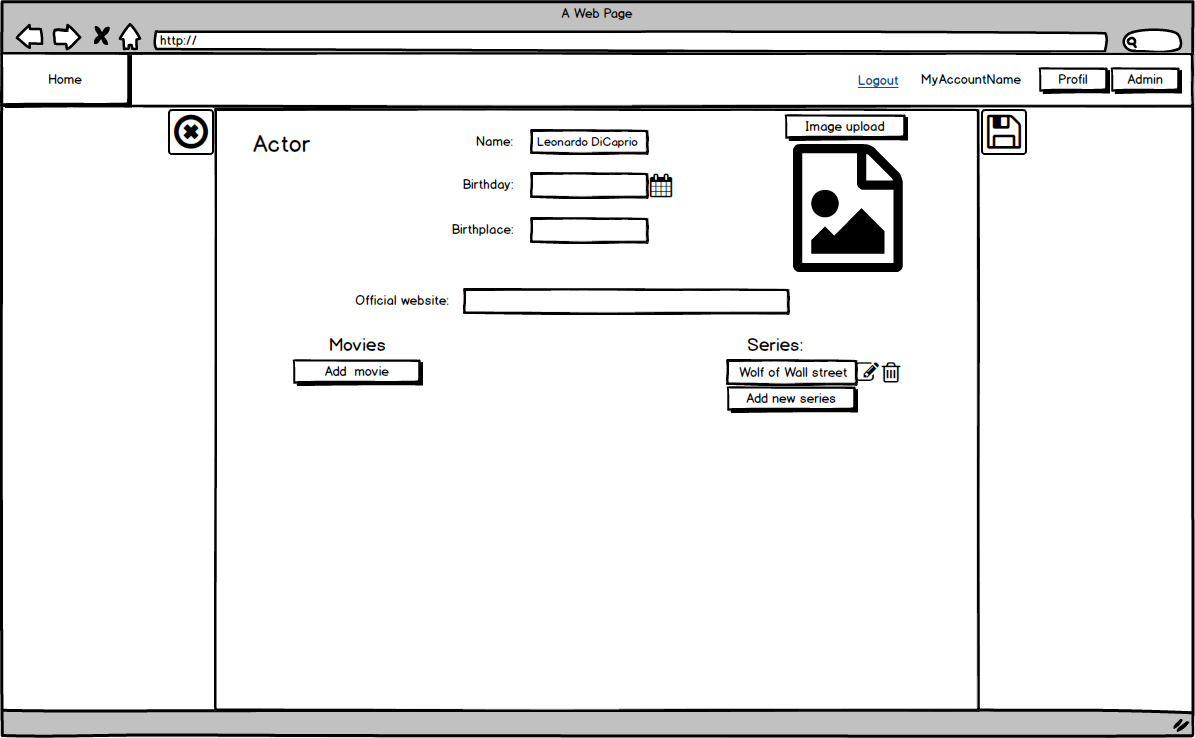 A Web Page
http://
Home
Logout
MyAccountName
Profil
Admin
Actor
Name:
Leonardo DiCaprio
Image upload
Birthday:
Birthplace:
Official website:
Movies
Add movie
Series:
Wolf of Wall street
Add new series